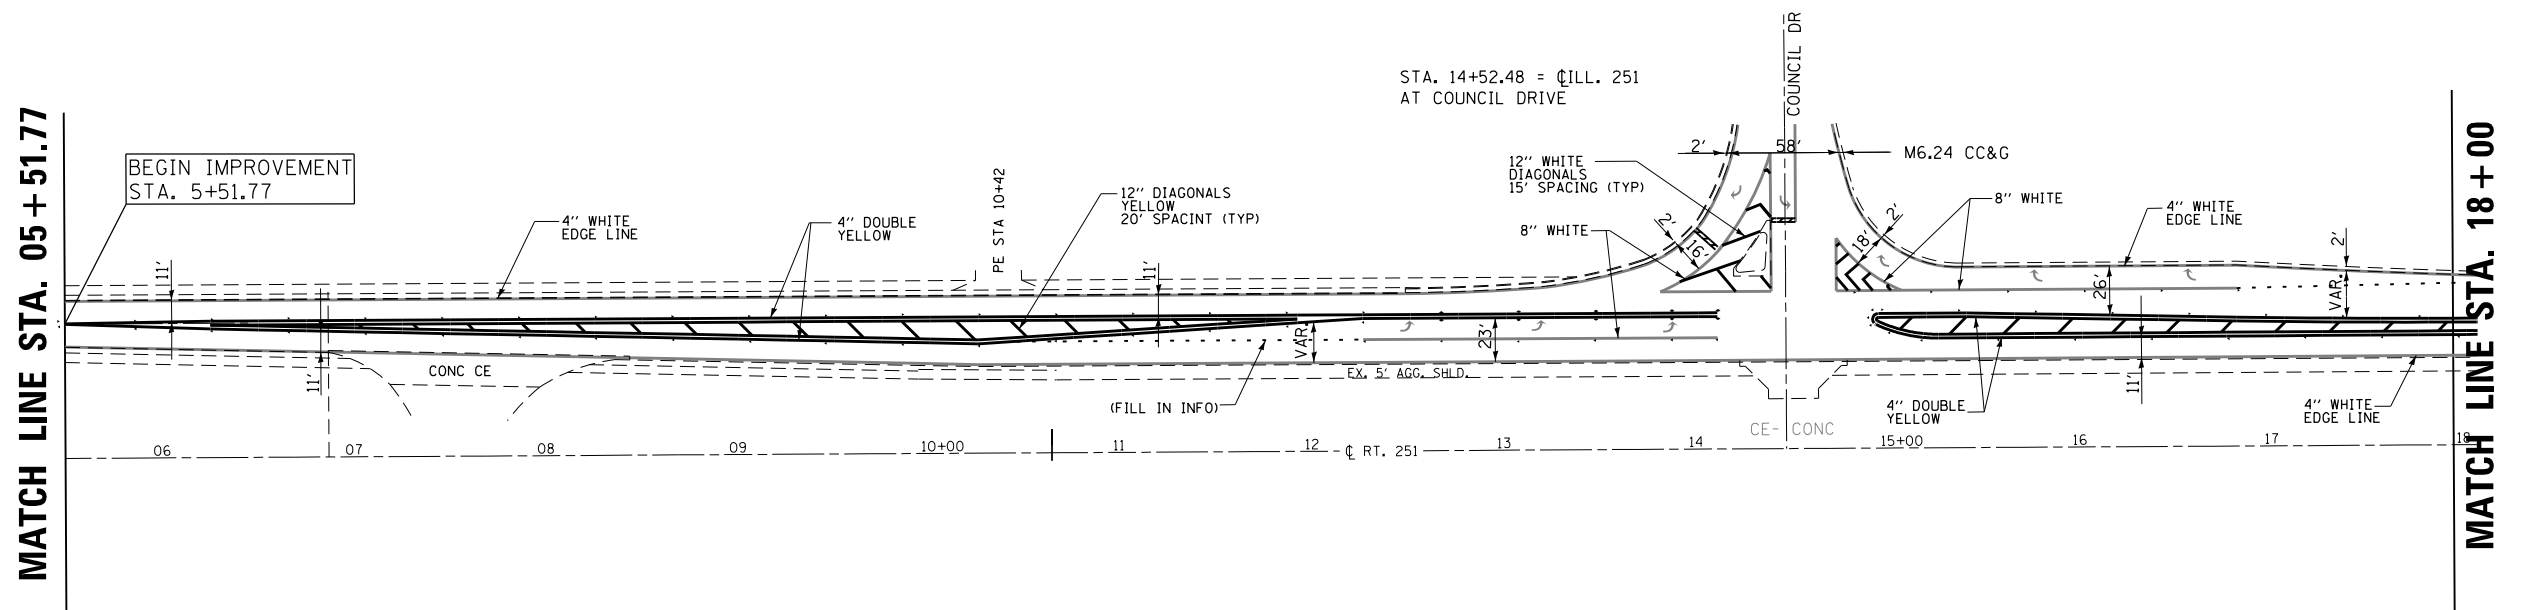 MATCH LINE STA. 05+51.77
BEGIN IMPROVEMENT
STA. 5+51.77
11'
11'
4" WHITE
EDGE LINE
4" DOUBLE
YELLOW
CONC CE
PE STA 10+42
12" DIAGONALS
YELLOW
20' SPACINT (TYP)
11'
(FILL IN INFO)
VAR.
EX. 5' AGG. SHLD.
23'
STA. 14+52.48 = ℄ILL. 251
AT COUNCIL DRIVE
12" WHITE
DIAGONALS
15' SPACING (TYP)
8" WHITE
2'
16'
2'
58'
COUNCIL DR
M6.24 CC&G
8" WHITE
2'
18'
4" WHITE
EDGE LINE
26'
2'
VAR.
11'
4" DOUBLE
YELLOW
4" WHITE
EDGE LINE
CE- CONC
06 07 08 09 10+00 11 12 ℄ RT. 251 13 14 15+00 16 17 18
MATCH LINE STA. 18+00